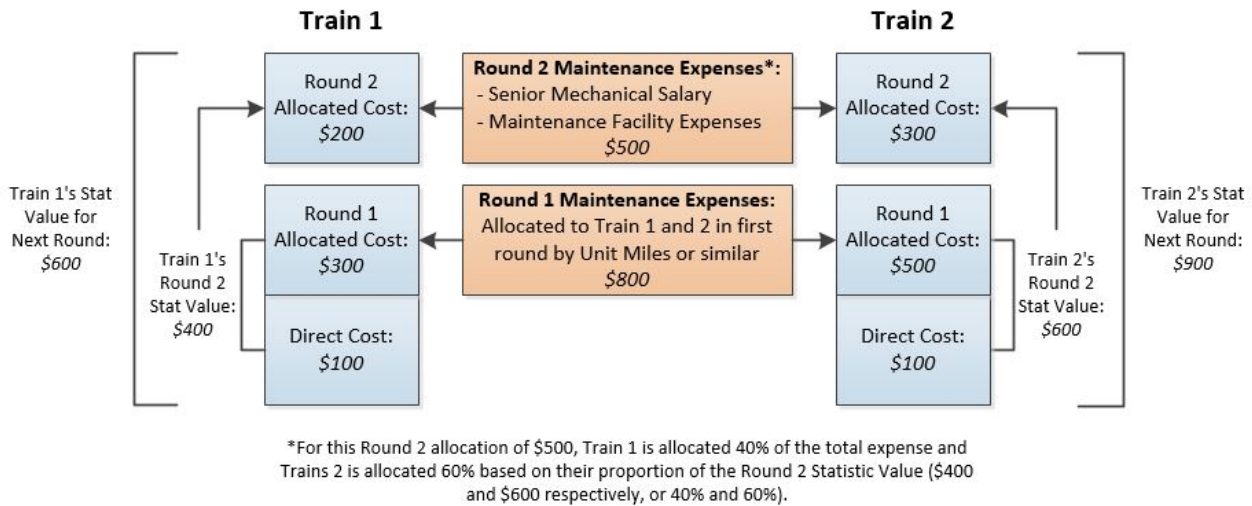 Train 1
Train 2
Round 2
Allocated Cost:
$200
Round 2 Maintenance Expenses*:
- Senior Mechanical Salary
- Maintenance Facility Expenses
$500
Round 2
Allocated Cost:
$300
Train 1's Stat
Value for
Next Round:
$600
Train 1's
Round 2
Stat Value:
$400
Round 1
Allocated Cost:
$300
Round 1 Maintenance Expenses:
Allocated to Train 1 and 2 in first
round by Unit Miles or similar
$800
Round 1
Allocated Cost:
$500
Train 2's
Round 2
Stat Value:
$600
Train 2's Stat
Value for
Next Round:
$900
Direct Cost:
$100
Direct Cost:
$100
*For this Round 2 allocation of $500, Train 1 is allocated 40% of the total expense and
Trains 2 is allocated 60% based on their proportion of the Round 2 Statistic Value ($400
and $600 respectively, or 40% and 60%).